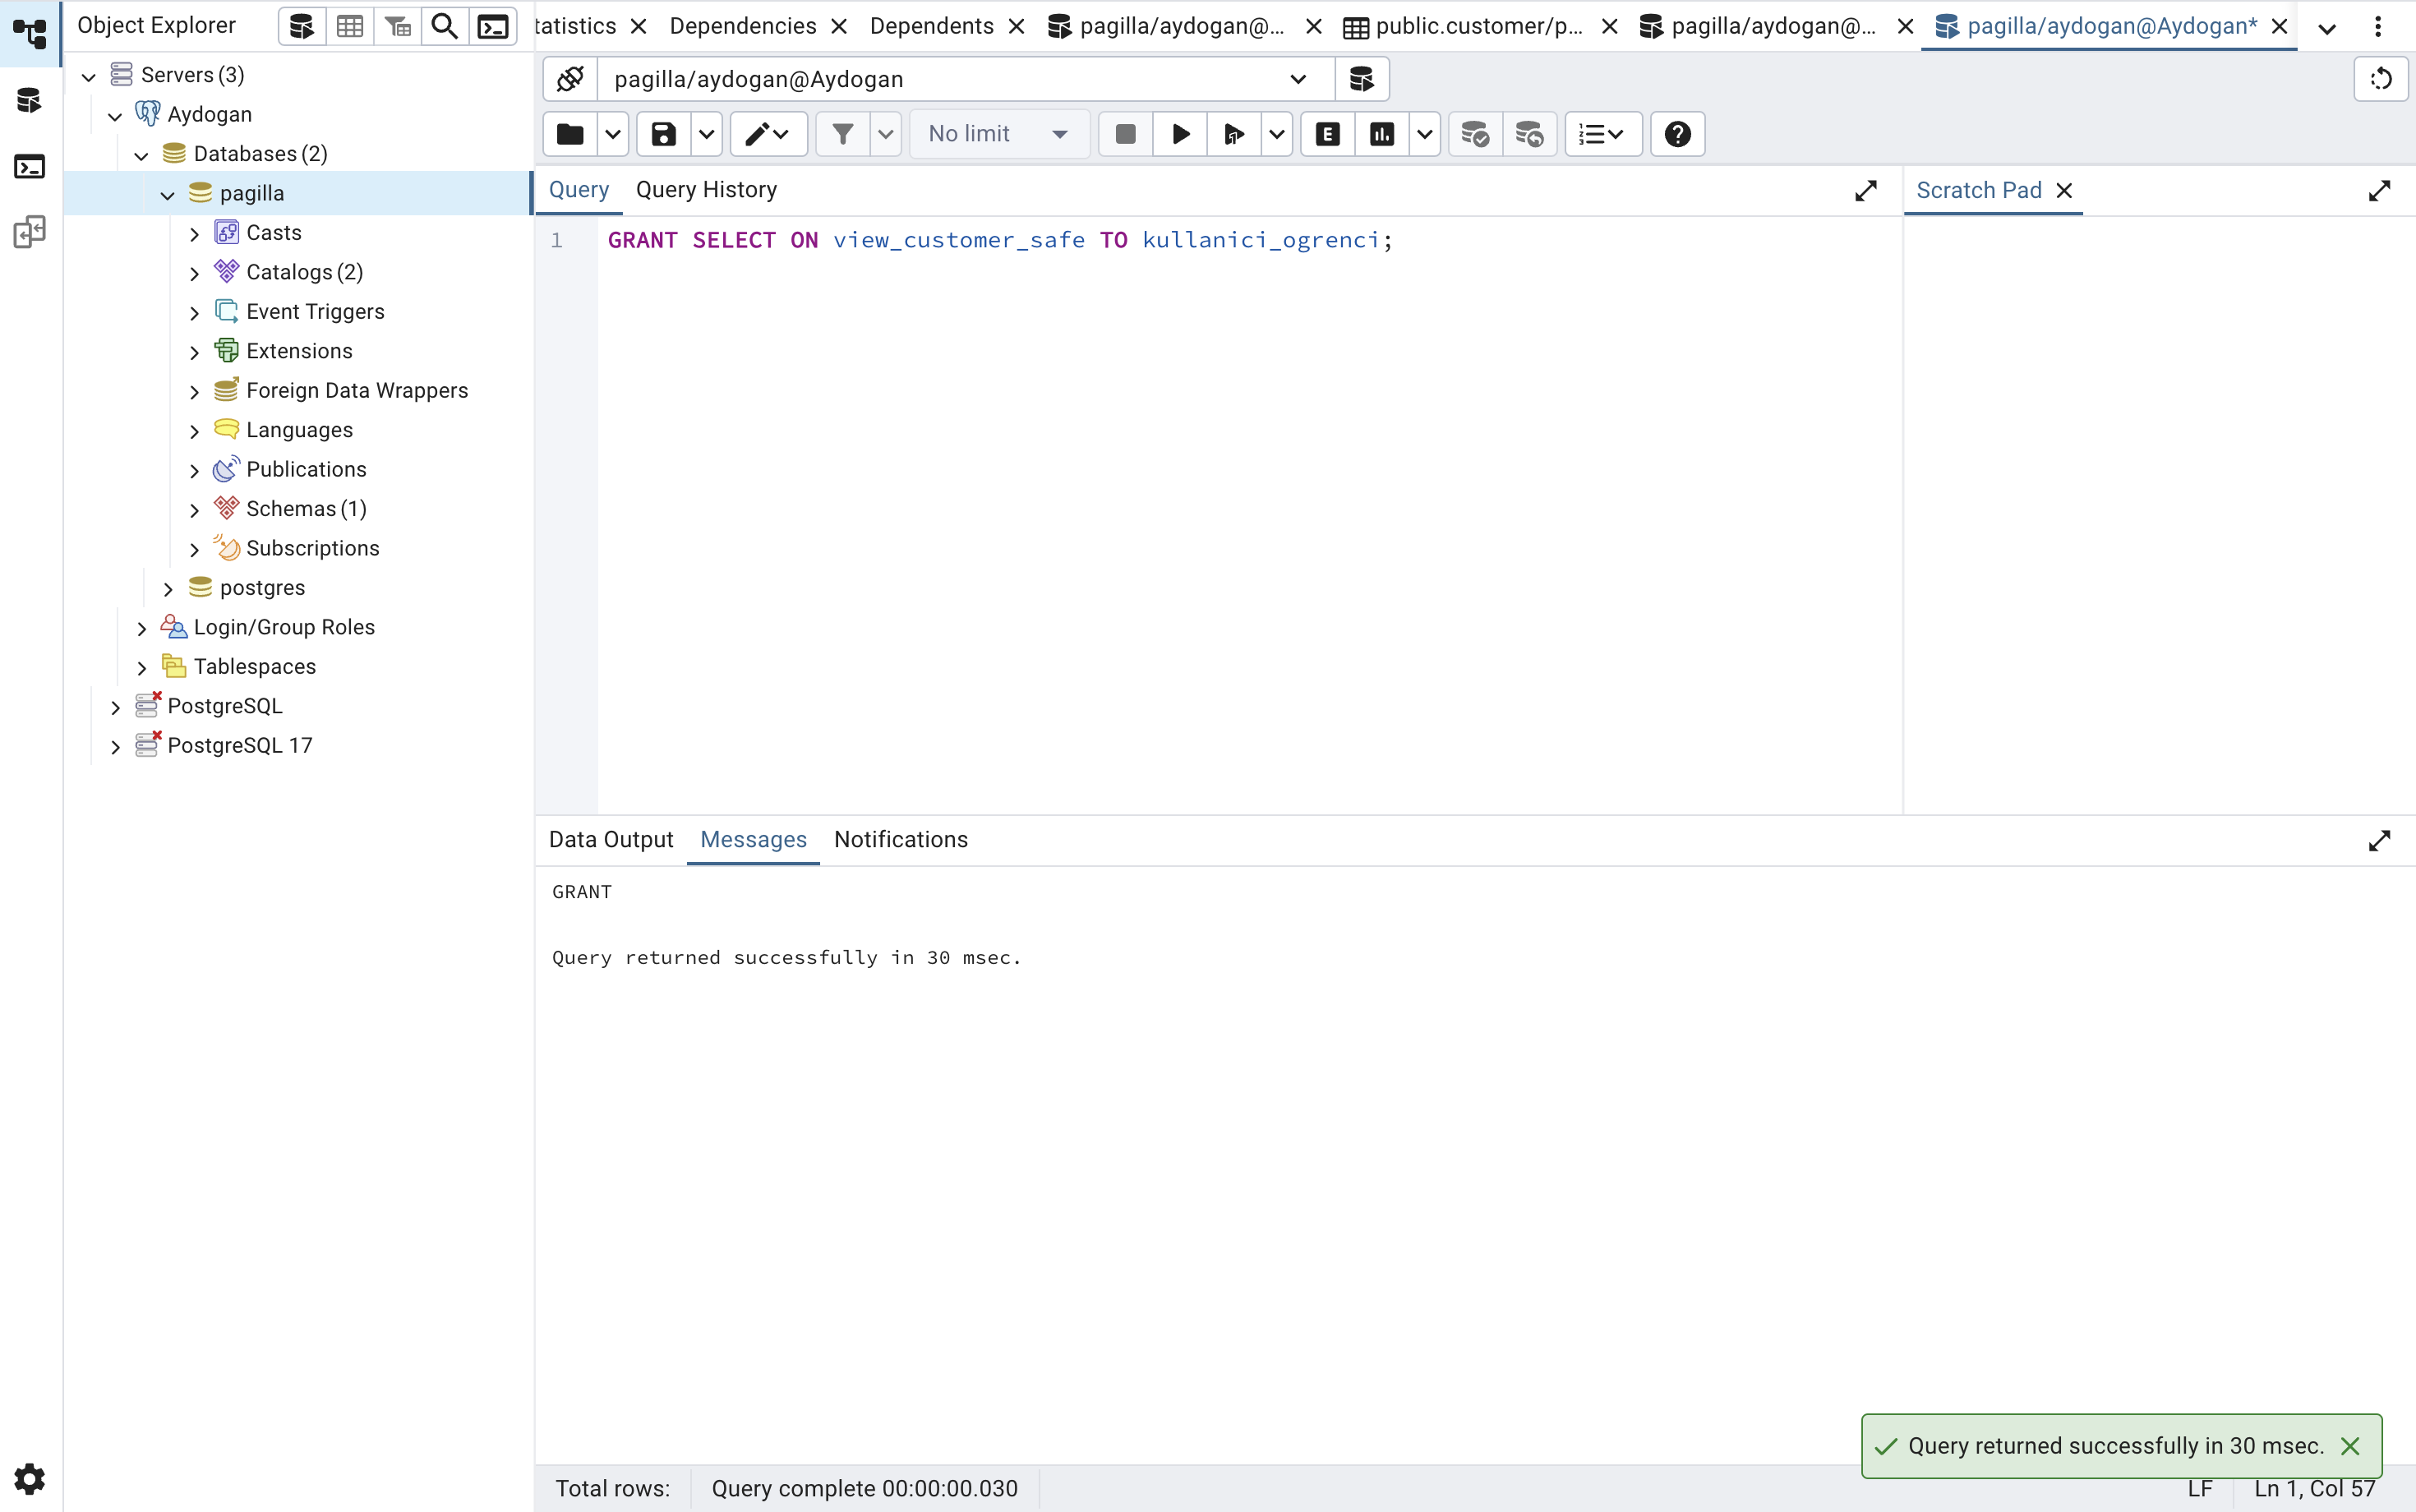 Object Explorer
tatistics
Dependencies
Dependents
pagilla/aydogan@...
public.customer/p...
pagilla/aydogan@...
pagilla/aydogan@Aydogan*
Servers (3)
Aydogan
Databases (2)
pagilla
Casts
Catalogs (2)
Event Triggers
Extensions
Foreign Data Wrappers
Languages
Publications
Schemas (1)
Subscriptions
postgres
Login/Group Roles
Tablespaces
PostgreSQL
PostgreSQL 17
pagilla/aydogan@Aydogan
No limit
E
Query
Query History
Scratch Pad
1 GRANT SELECT ON view_customer_safe TO kullanici_ogrenci;
Data Output
Messages
Notifications
GRANT
Query returned successfully in 30 msec.
Query returned successfully in 30 msec.
Total rows:
Query complete 00:00:00.030
LF
Ln 1, Col 57